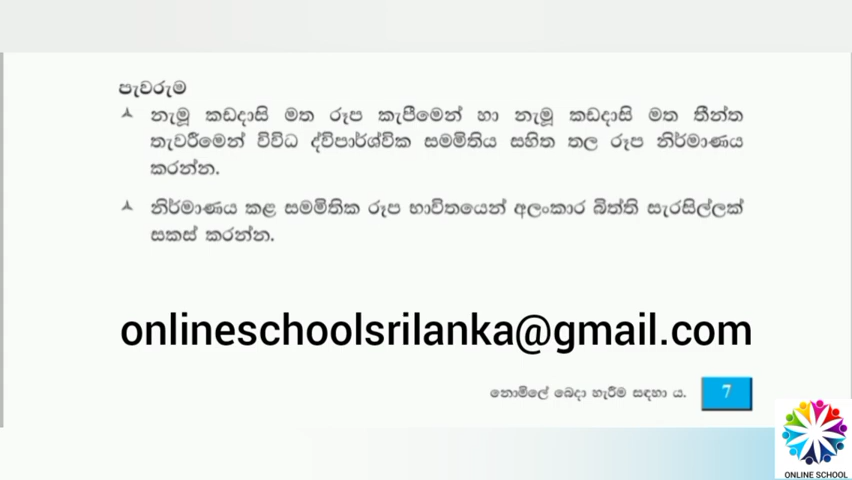 පැවරුම
නැමූ කඩදාසි මත රූප කැපීමෙන් හා නැමූ කඩදාසි මත තීන්ත
තැවරීමෙන් විවිධ ද්විපාර්ශ්වික සමමිතිය සහිත තල රූප නිර්මාණය
කරන්න.
නිර්මාණය කළ සමමිතික රූප භාවිතයෙන් අලංකාර බිත්ති සැරසිල්ලක්
සකස් කරන්න.
onlineschoolsrilanka@gmail.com
නොමිලේ බෙදා හැරීම සඳහා ය. 7
ONLINE SCHOOL